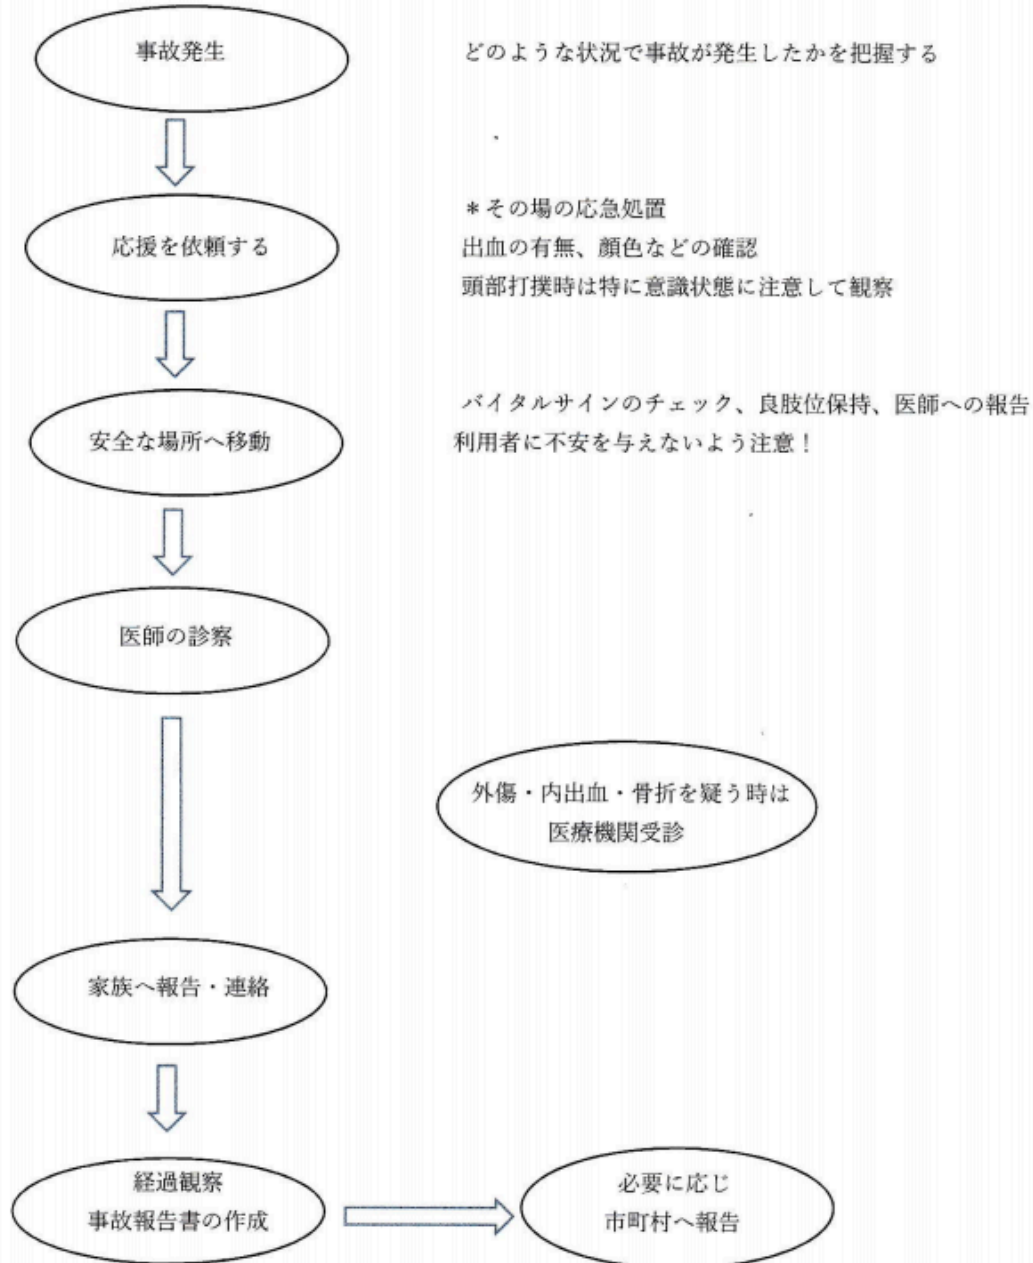 事故発生
どのような状況で事故が発生したかを把握する
応援を依頼する
＊その場の応急処置
出血の有無、顔色などの確認
頭部打撲時は特に意識状態に注意して観察
安全な場所へ移動
バイタルサインのチェック、良肢位保持、医師への報告
利用者に不安を与えないよう注意！
医師の診察
外傷・内出血・骨折を疑う時は
医療機関受診
家族へ報告・連絡
経過観察
事故報告書の作成
必要に応じ
市町村へ報告